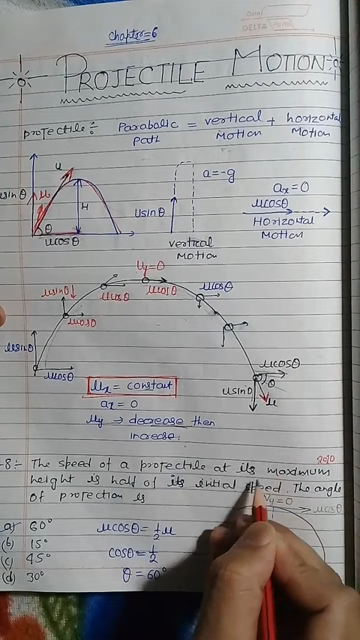 Date
DELTA
Chapter=6
PROJECTILE MOTION
Projectile:- Parabolic path = vertical Motion + horizontal Motion
u
usinθ
u
H
θ
ucosθ
usinθ
a=-g
vertical Motion
ax=0
ucosθ
Horizontal Motion
Vy=0
usinθ↓
ucosθ
ucosθ
ucosθ
ucosθ
usinθ
ucosθ
ucosθ
θ
usinθ
u
ux = constant
ax = 0
uy → decrease then
increase.
2010
-8:- The speed of a projectile at its maximum
height is half of its initial speed. The angle
of projection is
Vy=0
ucosθ
a) 60°
(b) 15°
(c) 45°
(d) 30°
ucosθ = 1/2 u
cosθ = 1/2
θ = 60°